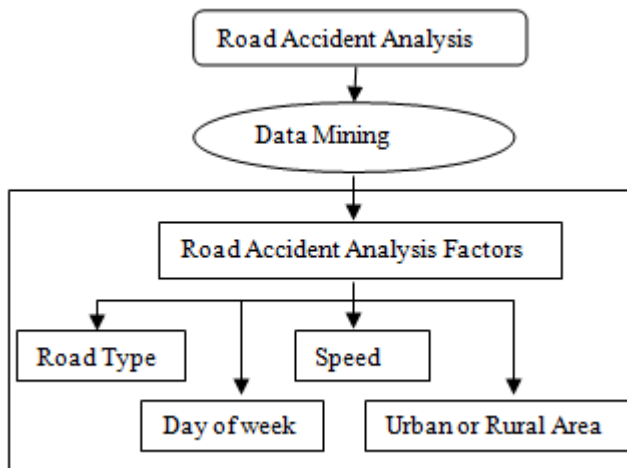 Road Accident Analysis
Data Mining
Road Accident Analysis Factors
Road Type
Speed
Day of week
Urban or Rural Area